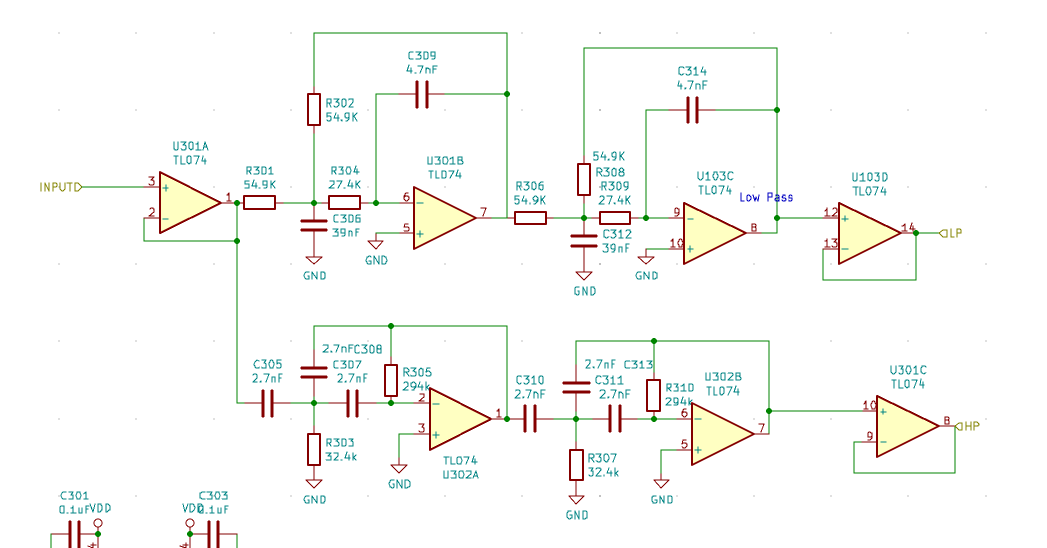 C309
4.7nF
C314
4.7nF
R302
54.9K
U301A
TL074
INPUT
3
2
1
+
-
R301
54.9K
R304
27.4K
C306
39nF
GND
U301B
TL074
6
5
7
-
+
GND
R306
54.9K
54.9K
R308
R309
27.4K
C312
39nF
GND
U103C
TL074
Low Pass
9
10
8
-
+
GND
U103D
TL074
12
13
14
+
-
LP
C305
2.7nF
2.7nF
C308
C307
2.7nF
R305
294k
R303
32.4k
GND
2
3
1
-
+
TL074
U302A
GND
C310
2.7nF
2.7nF
C313
C311
2.7nF
R310
294k
R307
32.4k
GND
U302B
TL074
6
5
7
-
+
GND
U301C
TL074
10
9
8
+
-
HP
C301
0.1uF
VDD
4
C303
0.1uF
VDD
4